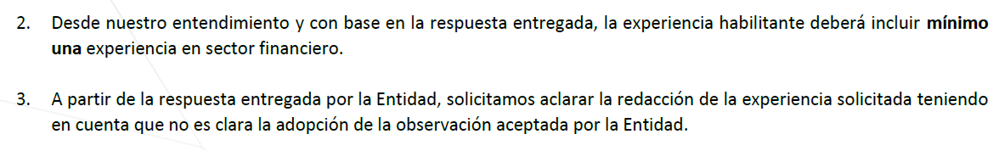 2. Desde nuestro entendimiento y con base en la respuesta entregada, la experiencia habilitante deberá incluir mínimo
una experiencia en sector financiero.
3. A partir de la respuesta entregada por la Entidad, solicitamos aclarar la redacción de la experiencia solicitada teniendo
en cuenta que no es clara la adopción de la observación aceptada por la Entidad.